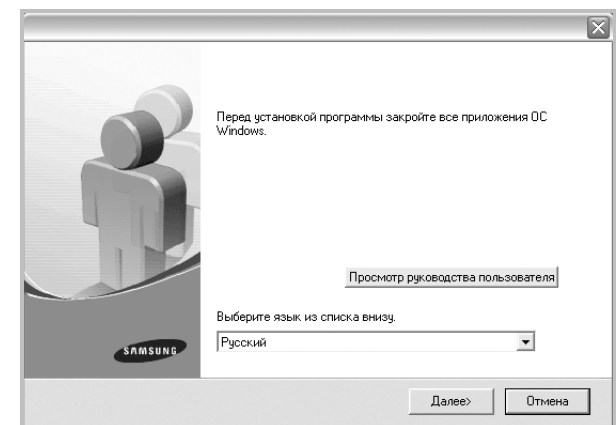 Перед установкой программы закройте все приложения ОС
Windows.
Просмотр руководства пользователя
Выберите язык из списка внизу.
SAMSUNG
Русский
Далее>
Отмена